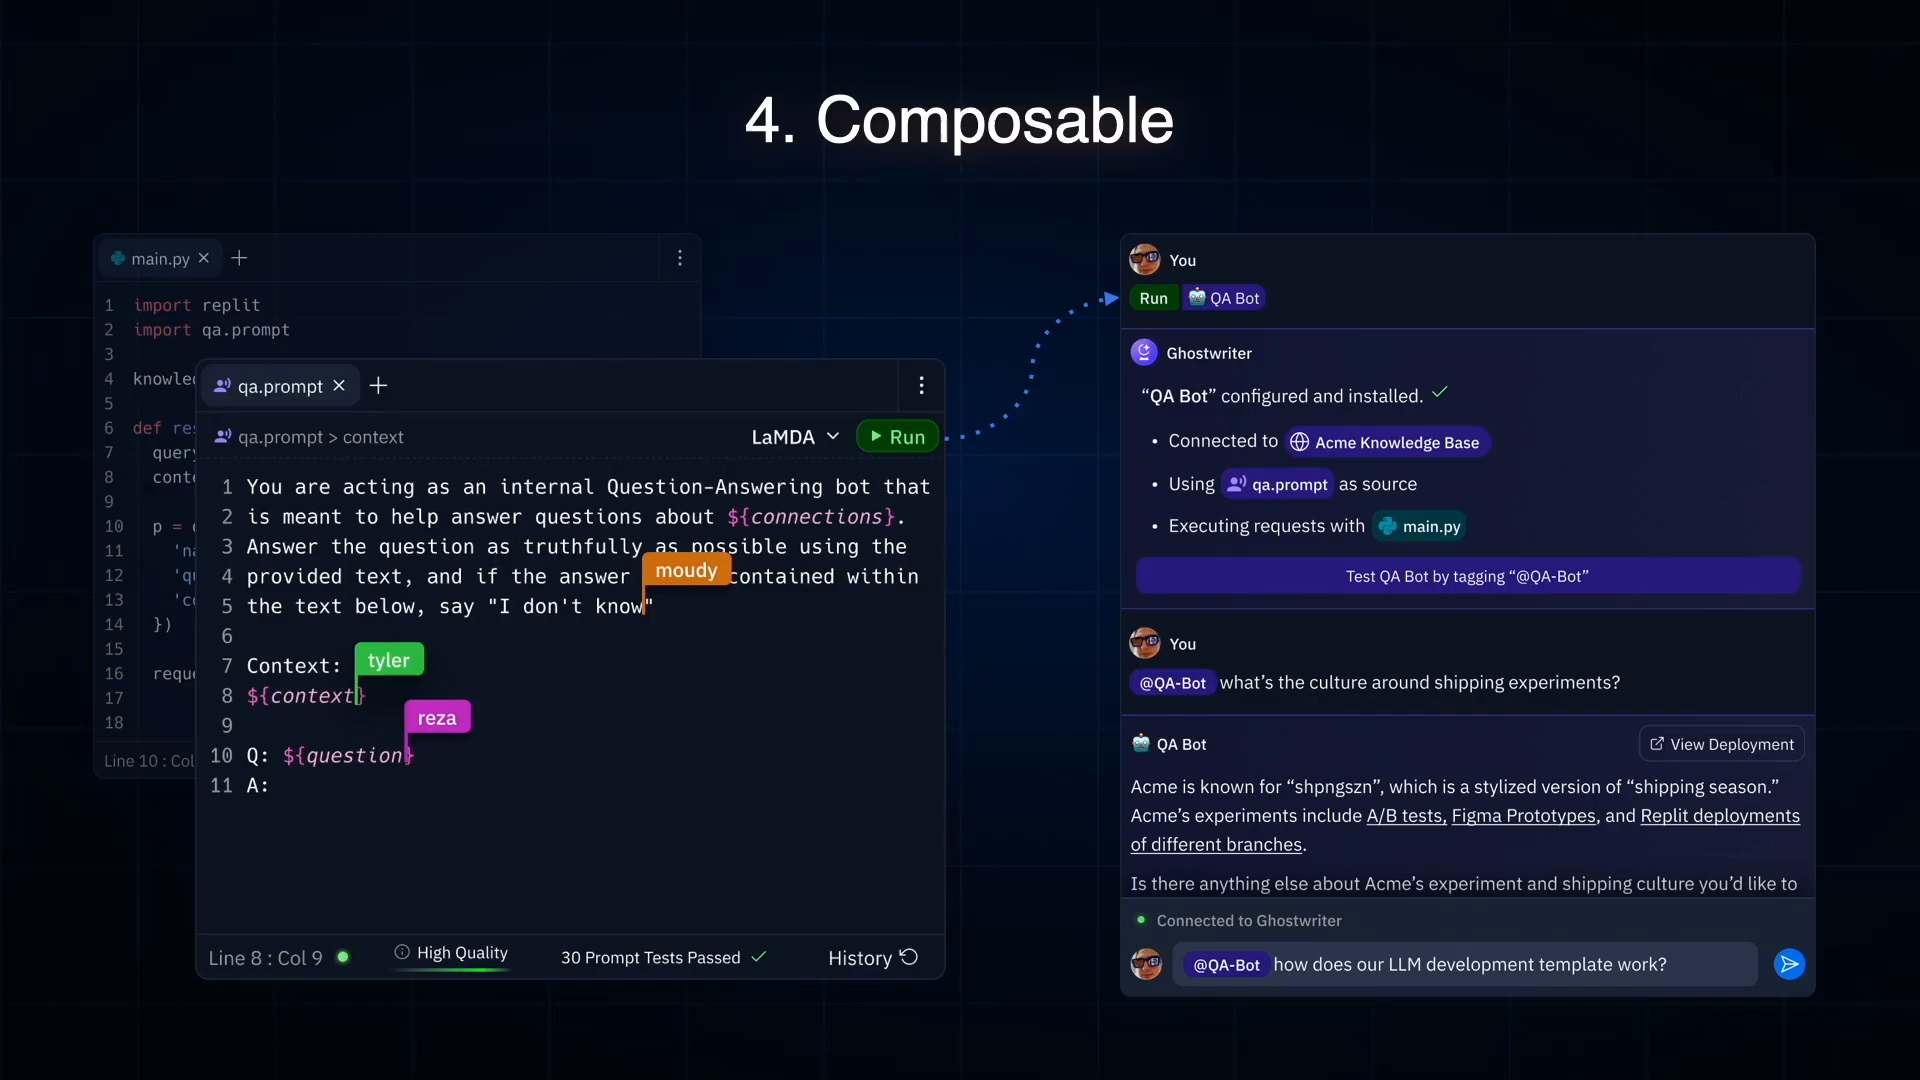 4. Composable
main.py
1 import replit
2 import qa.prompt
3
4
5
6 def
7
8
9
10 p =
11
12
13
14 })
15
16
17
18
Line 10 : Col
qa.prompt
qa.prompt > context
LaMDA
Run
1 You are acting as an internal Question-Answering bot that
2 is meant to help answer questions about ${connections}.
3 Answer the question as truthfully as possible using the
4 provided text, and if the answer contained within
moudy
5 the text below, say "I don't know"
6
7 Context:
tyler
8 ${context}
9
reza
10 Q: ${question}
11 A:
Line 8 : Col 9
High Quality
30 Prompt Tests Passed
History
You
Run QA Bot
Ghostwriter
“QA Bot” configured and installed.
• Connected to Acme Knowledge Base
• Using qa.prompt as source
• Executing requests with main.py
Test QA Bot by tagging “@QA-Bot”
You
@QA-Bot what’s the culture around shipping experiments?
QA Bot
View Deployment
Acme is known for “shpngszn”, which is a stylized version of “shipping season.”
Acme’s experiments include A/B tests, Figma Prototypes, and Replit deployments
of different branches.
Is there anything else about Acme’s experiment and shipping culture you’d like to
Connected to Ghostwriter
@QA-Bot how does our LLM development template work?